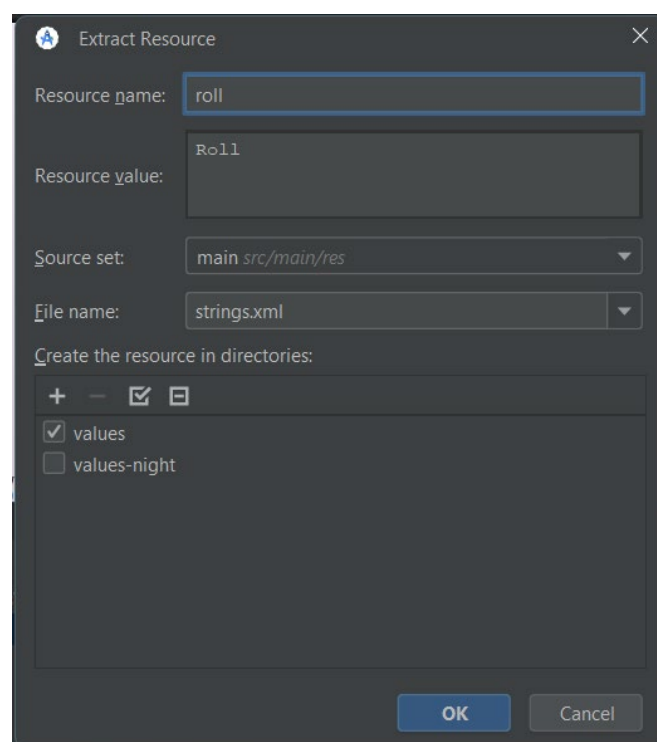 Extract Resource
Resource name: roll
Resource value: Roll
Source set: main src/main/res
File name: strings.xml
Create the resource in directories:
values
values-night
OK Cancel